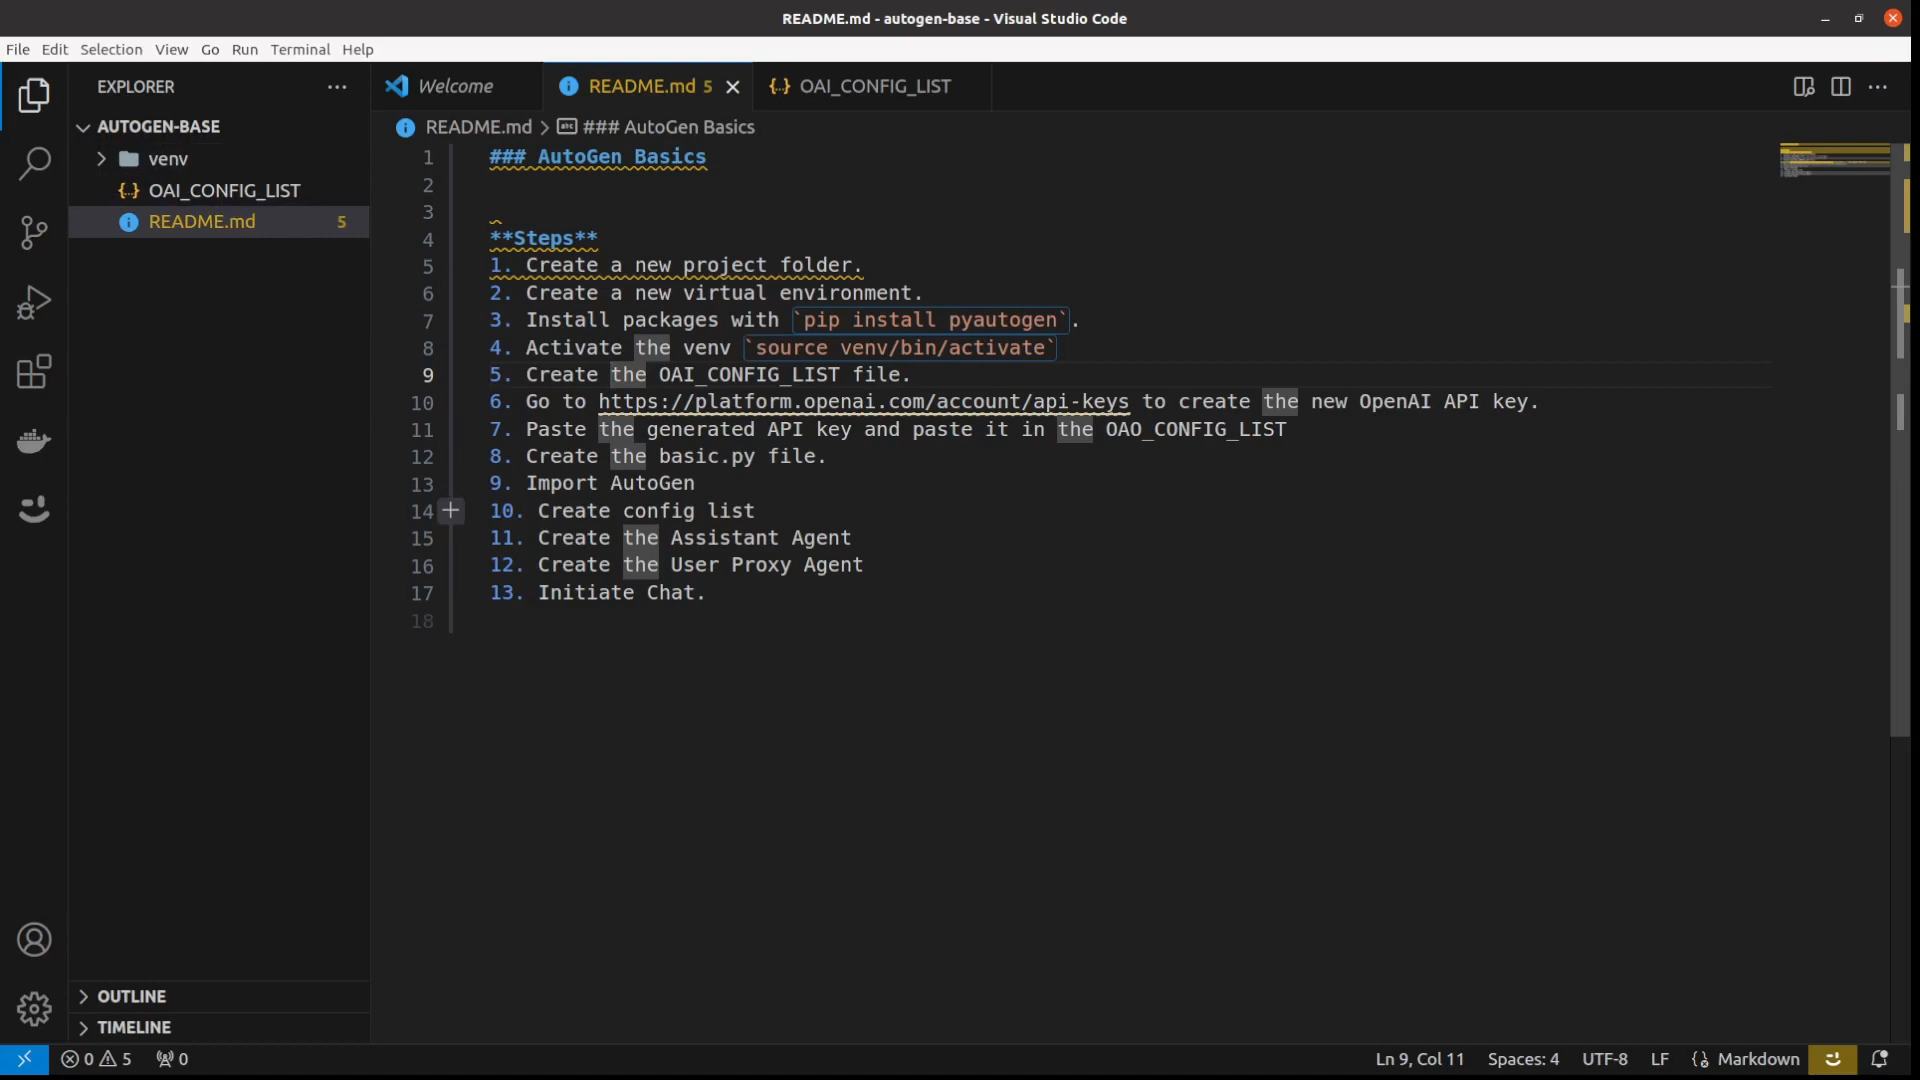 README.md - autogen-base - Visual Studio Code
File Edit Selection View Go Run Terminal Help
EXPLORER
AUTOGEN-BASE
venv
OAI_CONFIG_LIST
README.md 5
OUTLINE
TIMELINE
Welcome README.md 5 OAI_CONFIG_LIST
README.md > ### AutoGen Basics
1 ### AutoGen Basics
2
3
4 **Steps**
5 1. Create a new project folder.
6 2. Create a new virtual environment.
7 3. Install packages with `pip install pyautogen`.
8 4. Activate the venv `source venv/bin/activate`
9 5. Create the OAI_CONFIG_LIST file.
10 6. Go to https://platform.openai.com/account/api-keys to create the new OpenAI API key.
11 7. Paste the generated API key and paste it in the OAO_CONFIG_LIST
12 8. Create the basic.py file.
13 9. Import AutoGen
14 10. Create config list
15 11. Create the Assistant Agent
16 12. Create the User Proxy Agent
17 13. Initiate Chat.
18
0 5 0 Ln 9, Col 11 Spaces: 4 UTF-8 LF Markdown